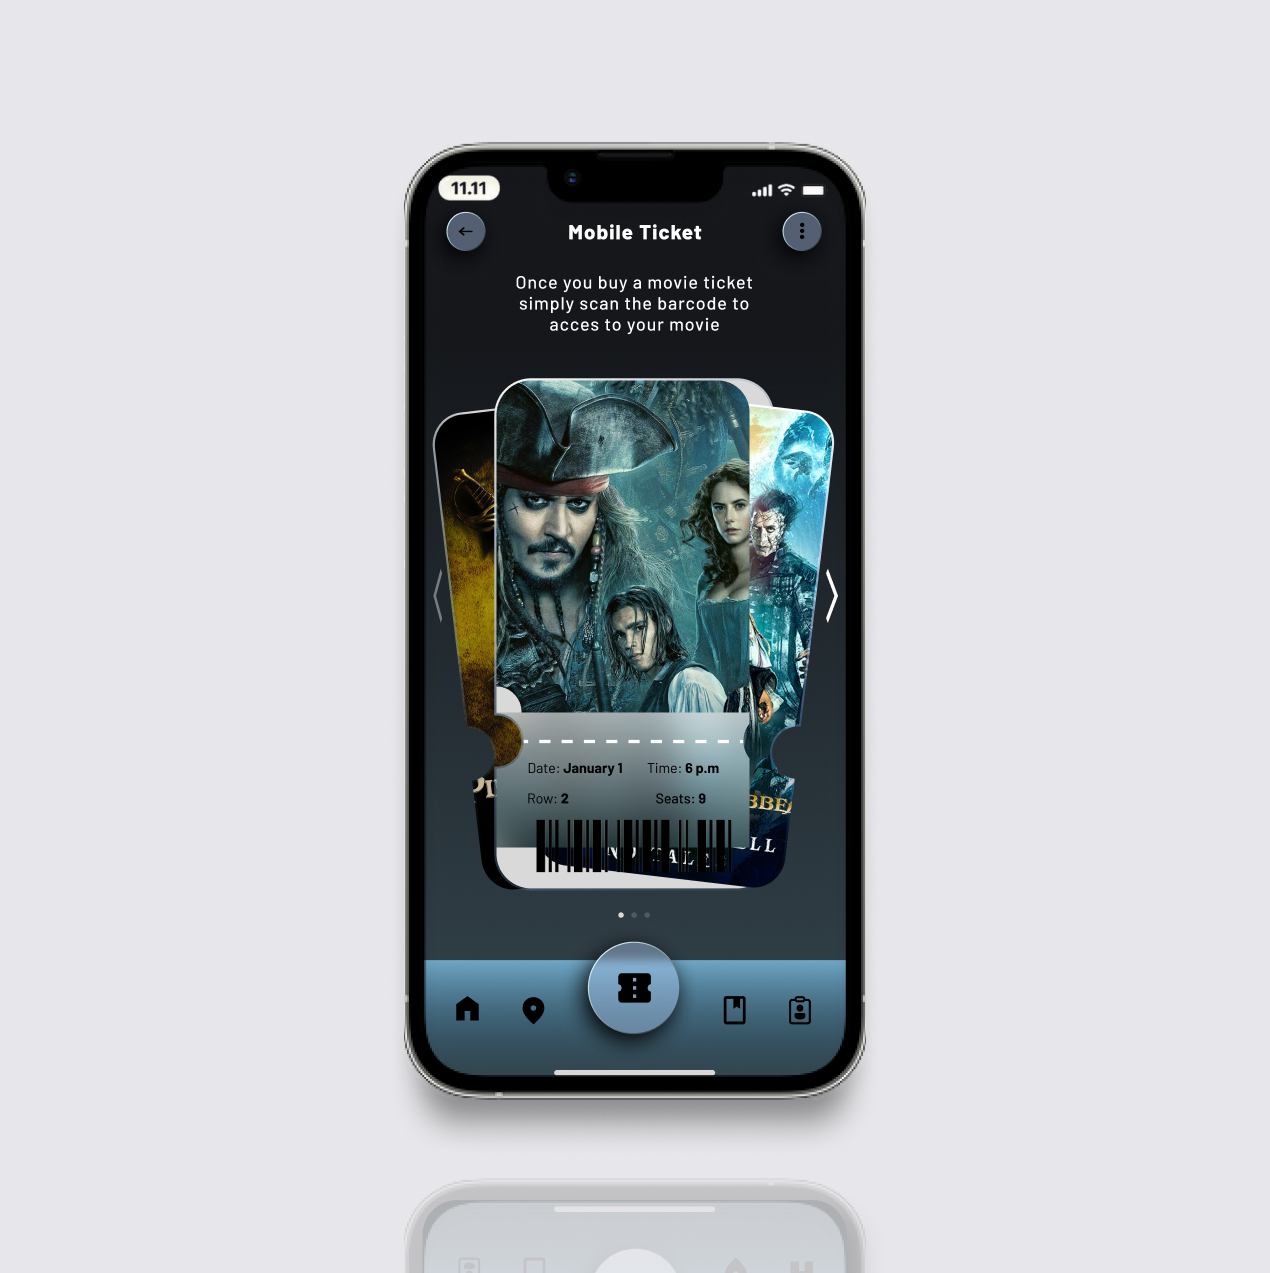 11.11
Mobile Ticket
Once you buy a movie ticket
simply scan the barcode to
acces to your movie
Date: January 1 Time: 6 p.m
Row: 2 Seats: 9